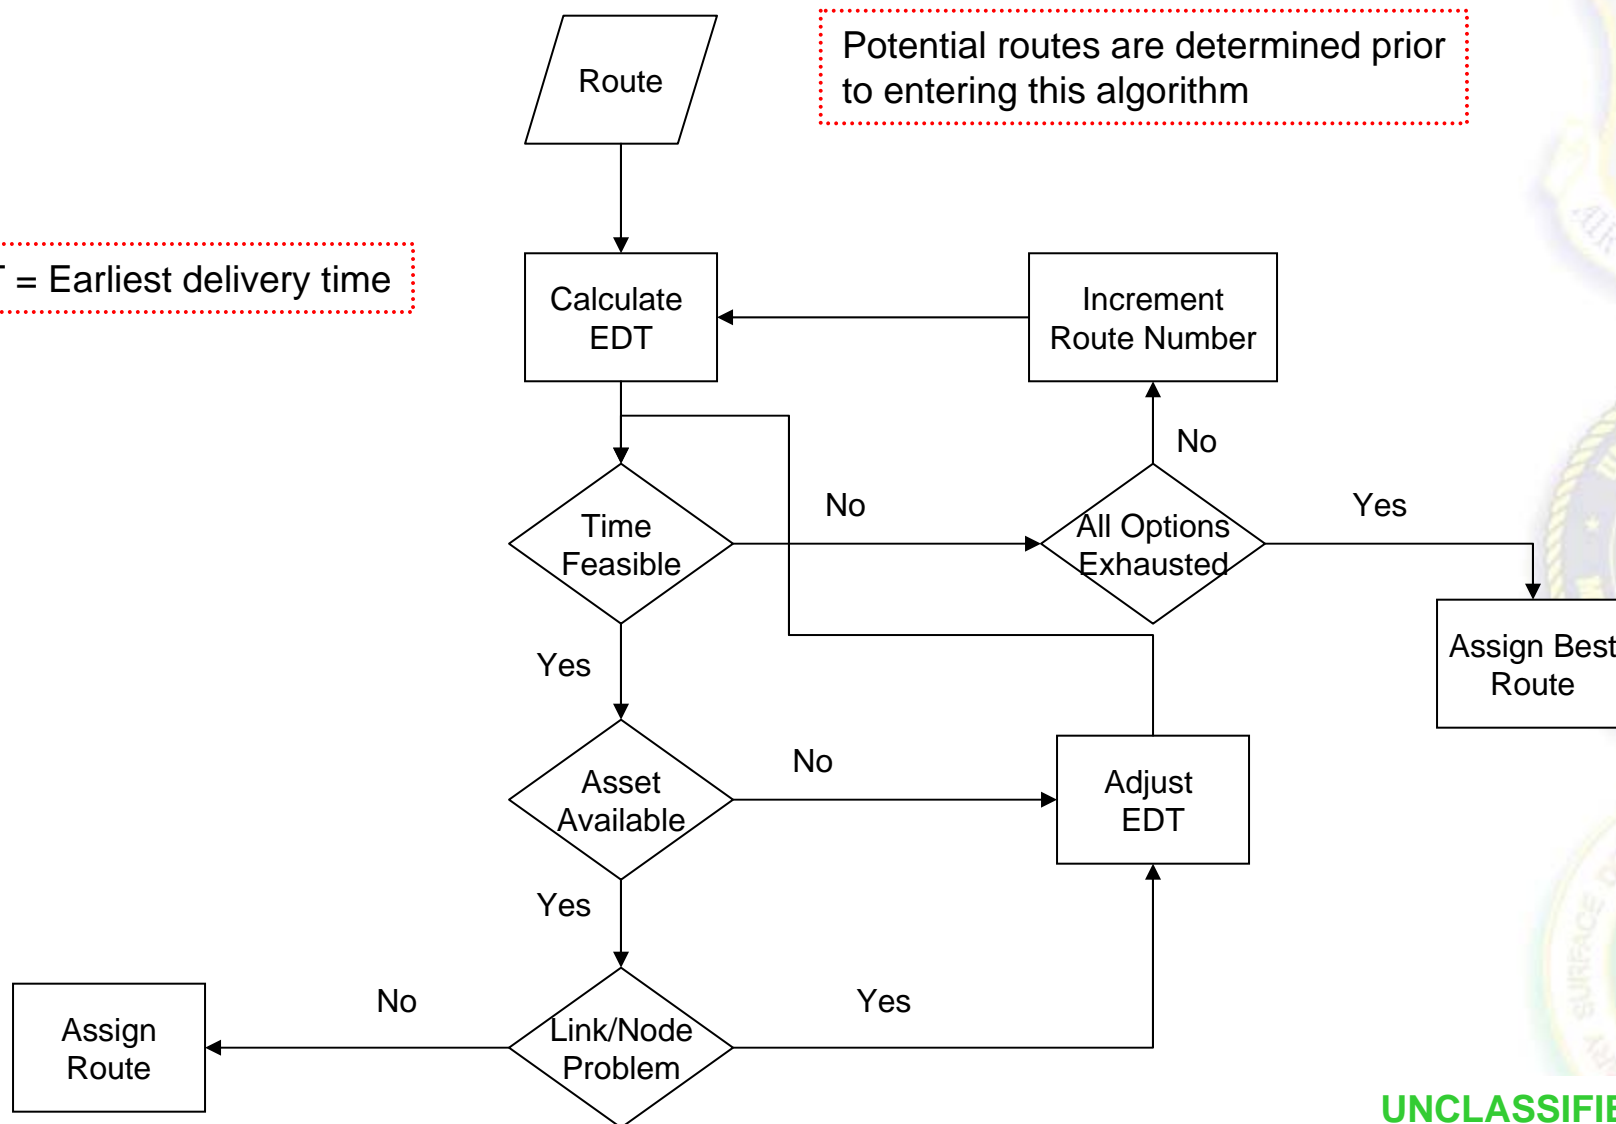 Route
Potential routes are determined prior
to entering this algorithm
T = Earliest delivery time
Calculate
EDT
Increment
Route Number
No
Time
Feasible
No
All Options
Exhausted
Yes
Yes
Assign Best
Route
Asset
Available
No
Adjust
EDT
Yes
No
Link/Node
Problem
Yes
Assign
Route
SURFACE
UNCLASSIFIE